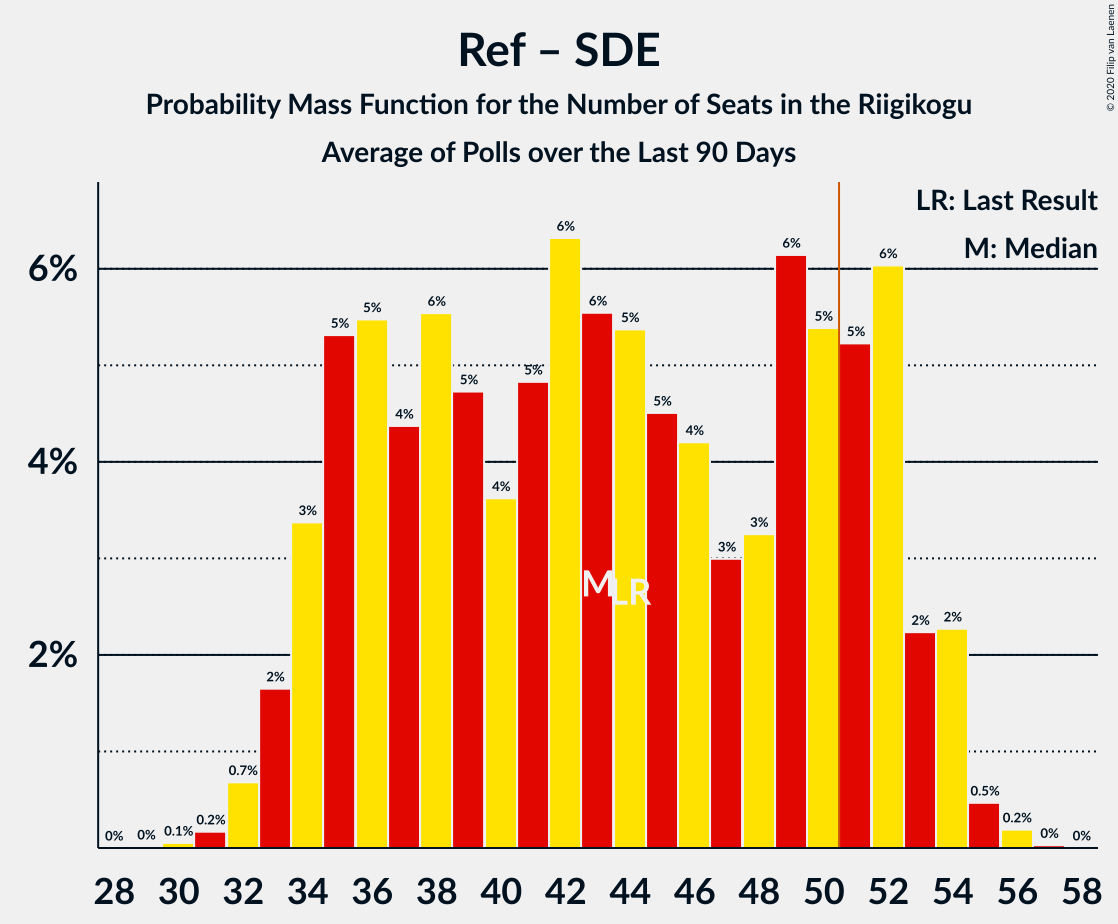 Ref – SDE
Probability Mass Function for the Number of Seats in the Riigikogu
Average of Polls over the Last 90 Days
© 2020 Filip van Laenen
LR: Last Result
M: Median
6%
4%
2%
0% 0% 0.1% 0.2% 0.7% 2% 3% 5% 5% 4% 6% 5% 4% 5% 6% 6% 5% 5% 4% 3% 3% 6% 5% 5% 6% 2% 2% 0.5% 0.2% 0% 0%
M LR
28 30 32 34 36 38 40 42 44 46 48 50 52 54 56 58